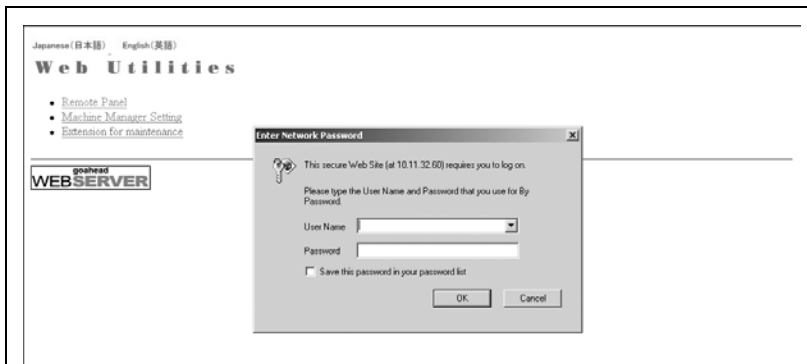 Japanese(日本語) English(英語)
Web Utilities
Remote Panel
Machine Manager Setting
Extension for maintenance
goahead
WEBSERVER
Enter Network Password
This secure Web Site (at 10.11.32.60) requires you to log on.
Please type the User Name and Password that you use for By
Password.
User Name
Password
Save this password in your password list
OK Cancel